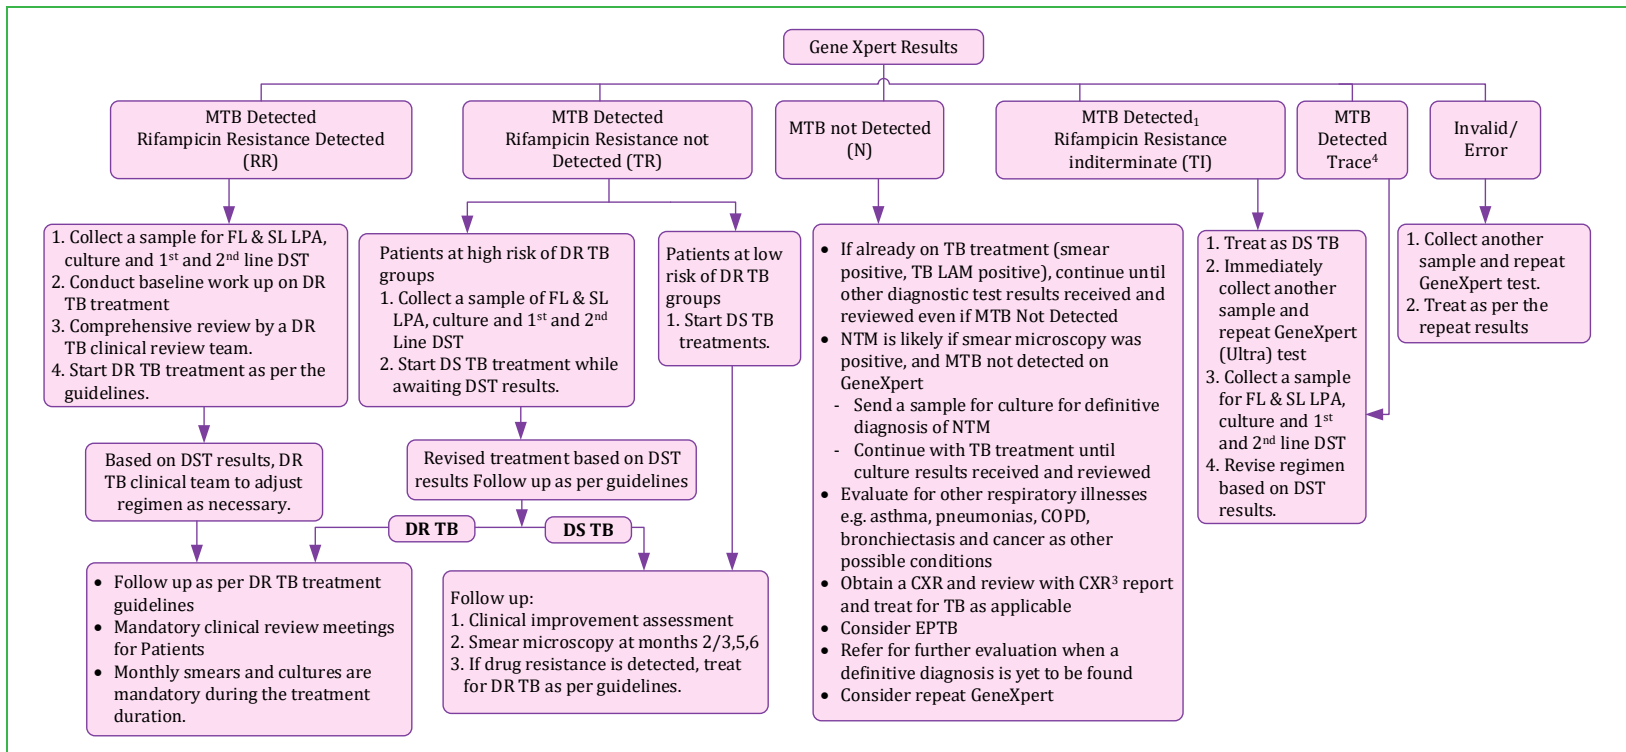 Gene Xpert Results
MTB Detected
Rifampicin Resistance Detected
(RR)
MTB Detected
Rifampicin Resistance not
Detected (TR)
MTB not Detected
(N)
MTB Detected₁
Rifampicin Resistance
inditerminate (TI)
MTB
Detected
Trace⁴
Invalid/
Error
1. Collect a sample for FL & SL LPA,
culture and 1st and 2nd line DST
2. Conduct baseline work up on DR
TB treatment
3. Comprehensive review by a DR
TB clinical review team.
4. Start DR TB treatment as per the
guidelines.
Based on DST results, DR
TB clinical team to adjust
regimen as necessary.
Patients at high risk of DR TB
groups
1. Collect a sample of FL & SL
LPA, culture and 1st and 2nd
Line DST
2. Start DS TB treatment while
awaiting DST results.
Patients at low
risk of DR TB
groups
1. Start DS TB
treatments.
Revised treatment based on DST
results Follow up as per guidelines
DR TB
DS TB
• Follow up as per DR TB treatment
guidelines
• Mandatory clinical review meetings
for Patients
• Monthly smears and cultures are
mandatory during the treatment
duration.
Follow up:
1. Clinical improvement assessment
2. Smear microscopy at months 2/3,5,6
3. If drug resistance is detected, treat
for DR TB as per guidelines.
• If already on TB treatment (smear
positive, TB LAM positive), continue until
other diagnostic test results received and
reviewed even if MTB Not Detected
• NTM is likely if smear microscopy was
positive, and MTB not detected on
GeneXpert
- Send a sample for culture for definitive
diagnosis of NTM
- Continue with TB treatment until
culture results received and reviewed
• Evaluate for other respiratory illnesses
e.g. asthma, pneumonias, COPD,
bronchiectasis and cancer as other
possible conditions
• Obtain a CXR and review with CXR³ report
and treat for TB as applicable
• Consider EPTB
• Refer for further evaluation when a
definitive diagnosis is yet to be found
• Consider repeat GeneXpert
1. Treat as DS TB
2. Immediately
collect another
sample and
repeat GeneXpert
(Ultra) test
3. Collect a sample
for FL & SL LPA,
culture and 1st
and 2nd line DST
4. Revise regimen
based on DST
results.
1. Collect another
sample and repeat
GeneXpert test.
2. Treat as per the
repeat results